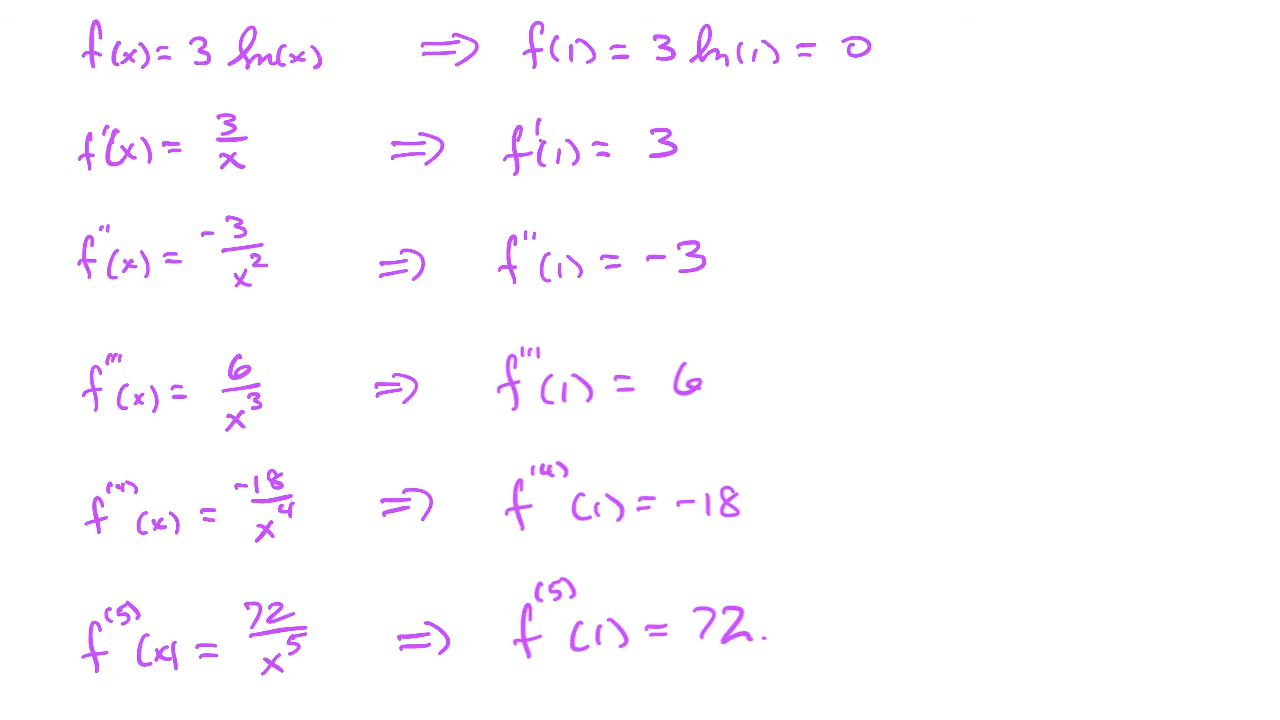 f(x) = 3 ln(x) ⟹ f(1) = 3 ln(1) = 0
f'(x) = 3/x ⟹ f'(1) = 3
f''(x) = -3/x² ⟹ f''(1) = -3
f'''(x) = 6/x³ ⟹ f'''(1) = 6
f⁽⁴⁾(x) = -18/x⁴ ⟹ f⁽⁴⁾(1) = -18
f⁽⁵⁾(x) = 72/x⁵ ⟹ f⁽⁵⁾(1) = 72.